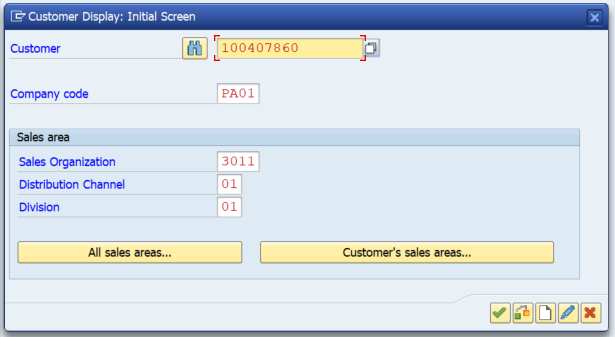 Customer Display: Initial Screen
Customer 100407860
Company code PA01
Sales area
Sales Organization 3011
Distribution Channel 01
Division 01
All sales areas... Customer's sales areas...